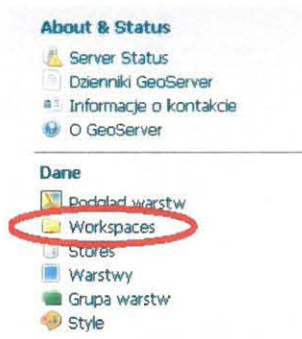 About & Status
Server Status
Dzienniki GeoServer
Informacje o kontakcie
O GeoServer
Dane
Podgląd warstw
Workspaces
Stores
Warstwy
Grupa warstw
Style